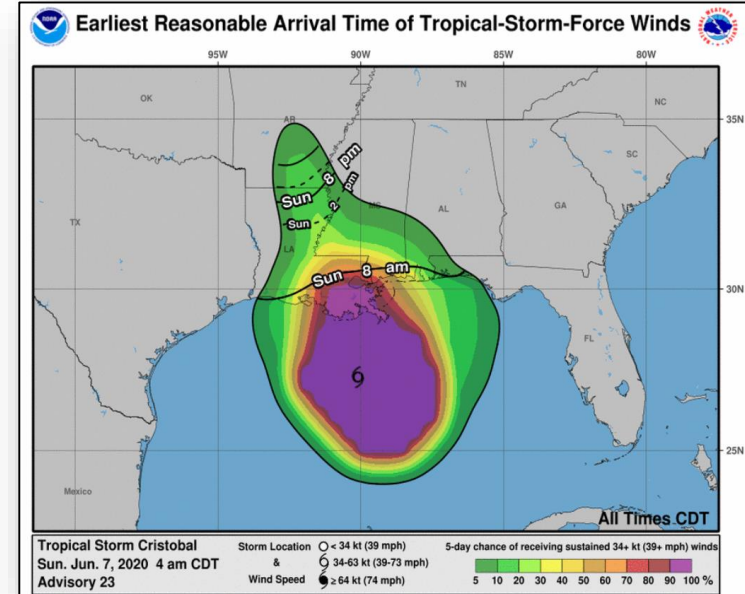 Earliest Reasonable Arrival Time of Tropical-Storm-Force Winds
NOAA
95W 90W 85W 80W
OK
TN
NC
AR
35N
SC
8 pm
Sun
2 pm
Sun
MS
AL
GA
TX
LA
Sun 8 am
30N
FL
25N
Mexico
All Times CDT
Tropical Storm Cristobal
Sun. Jun. 7, 2020 4 am CDT
Advisory 23
Storm Location
&
Wind Speed
< 34 kt (39 mph)
34-63 kt (39-73 mph)
≥ 64 kt (74 mph)
5-day chance of receiving sustained 34+ kt (39+ mph) winds
5 10 20 30 40 50 60 70 80 90 100 %